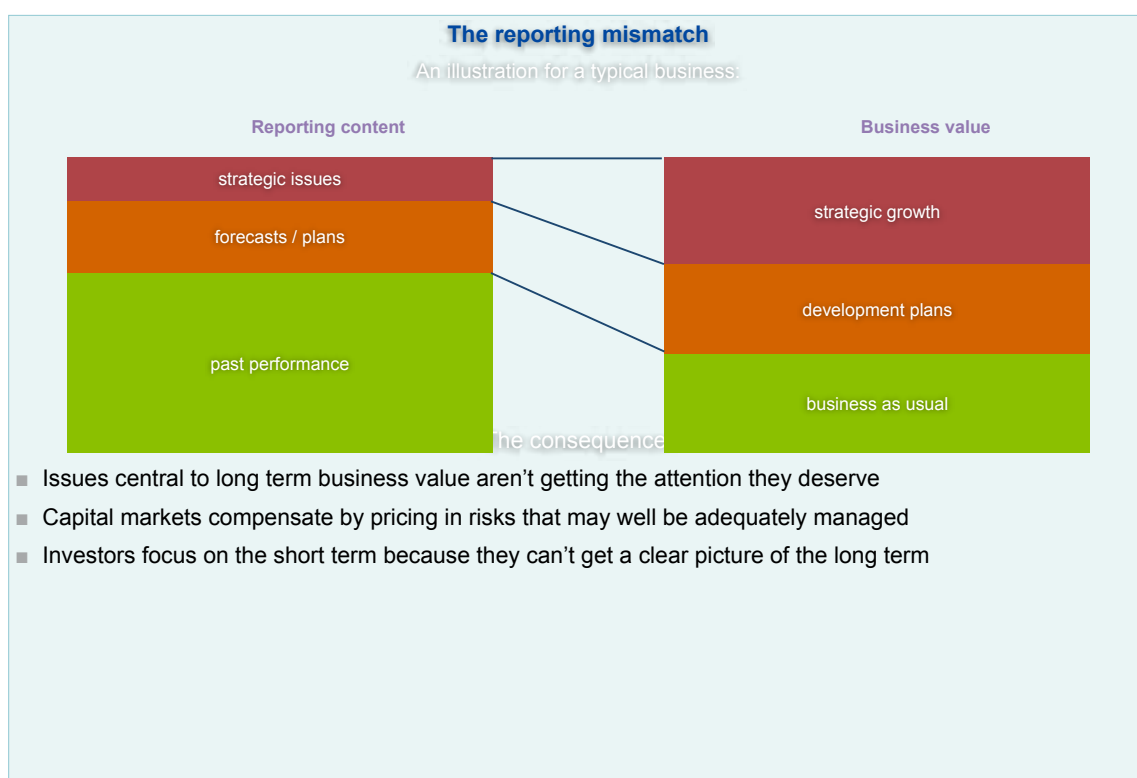 The reporting mismatch
An illustration for a typical business.
Reporting content
Business value
strategic issues
forecasts / plans
past performance
strategic growth
development plans
business as usual
The consequence
Issues central to long term business value aren’t getting the attention they deserve
Capital markets compensate by pricing in risks that may well be adequately managed
Investors focus on the short term because they can’t get a clear picture of the long term